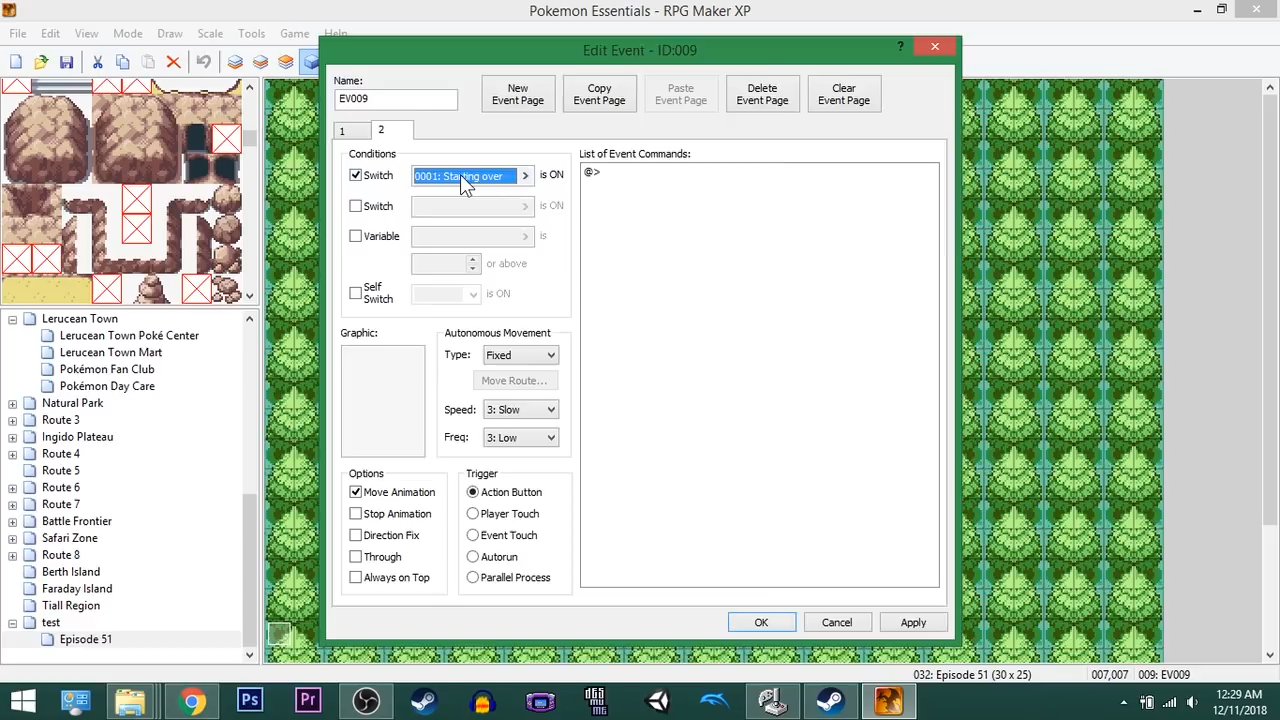 Pokemon Essentials - RPG Maker XP
File Edit View Mode Draw Scale Tools Game Help
Edit Event - ID:009
?
Name:
EV009
New Event Page
Copy Event Page
Paste Event Page
Delete Event Page
Clear Event Page
1
2
Conditions
Switch 0001: Starting over is ON
Switch is ON
Variable is
or above
Self Switch is ON
Graphic:
Autonomous Movement
Type: Fixed
Move Route...
Speed: 3: Slow
Freq: 3: Low
Options
Move Animation
Stop Animation
Direction Fix
Through
Always on Top
Trigger
Action Button
Player Touch
Event Touch
Autorun
Parallel Process
List of Event Commands:
@>
OK Cancel Apply
Lerucean Town
Lerucean Town Poké Center
Lerucean Town Mart
Pokémon Fan Club
Pokémon Day Care
Natural Park
Route 3
Ingido Plateau
Route 4
Route 5
Route 6
Route 7
Battle Frontier
Safari Zone
Route 8
Berth Island
Faraday Island
Tiall Region
test
Episode 51
032: Episode 51 (30 x 25) 007,007 009: EV009
Ps
Pr
12:29 AM
12/11/2018